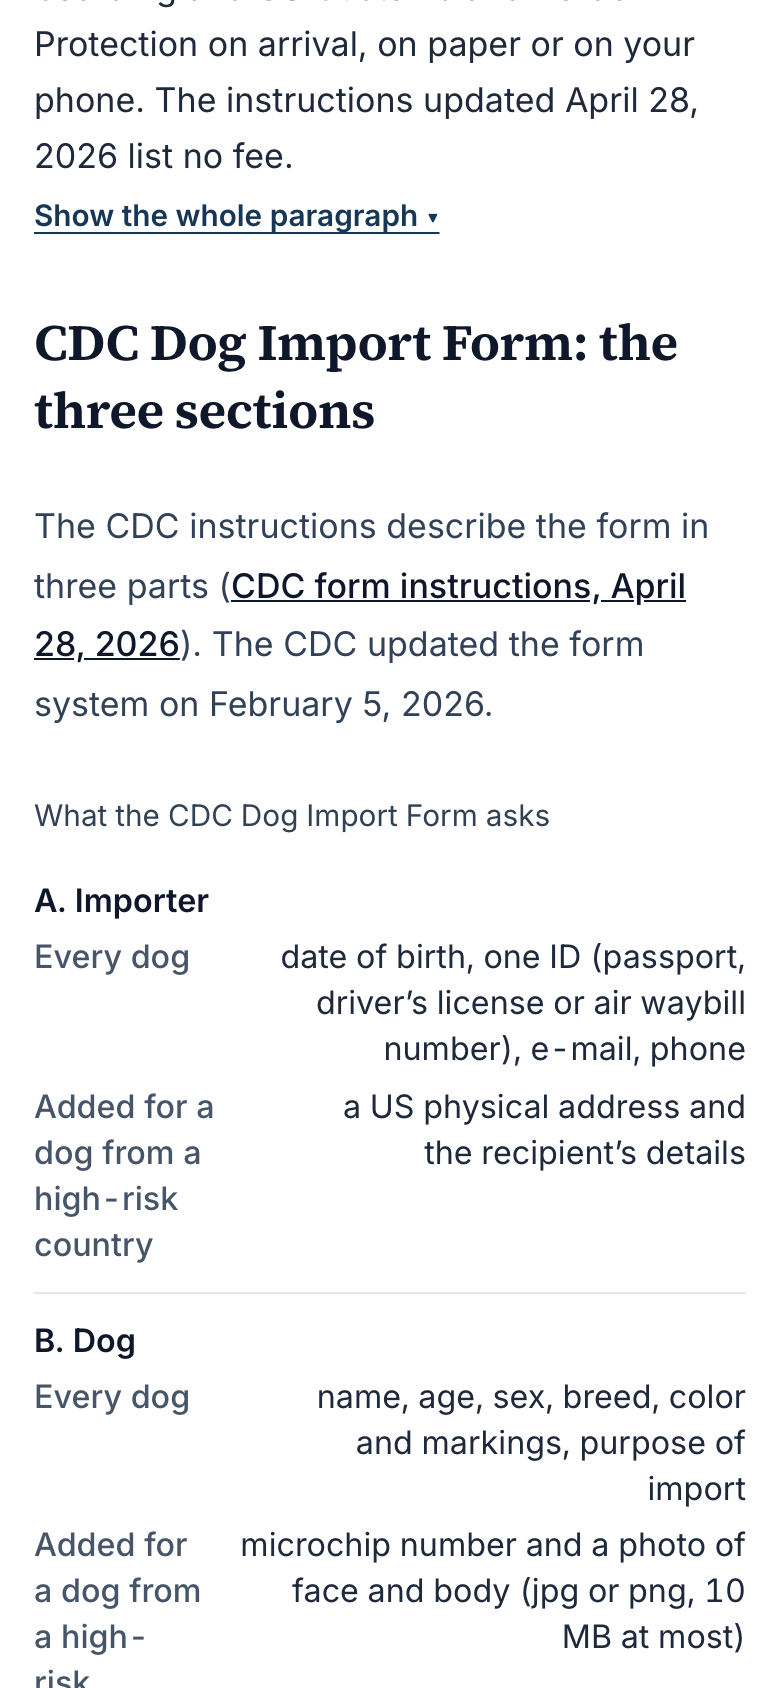 Protection on arrival, on paper or on your
phone. The instructions updated April 28,
2026 list no fee.
Show the whole paragraph ▾
CDC Dog Import Form: the
three sections
The CDC instructions describe the form in
three parts (CDC form instructions, April
28, 2026). The CDC updated the form
system on February 5, 2026.
What the CDC Dog Import Form asks
A. Importer
Every dog
date of birth, one ID (passport,
driver’s license or air waybill
number), e-mail, phone
Added for a
dog from a
high-risk
country
a US physical address and
the recipient’s details
B. Dog
Every dog
name, age, sex, breed, color
and markings, purpose of
import
Added for
a dog from
a high-
risk
microchip number and a photo of
face and body (jpg or png, 10
MB at most)